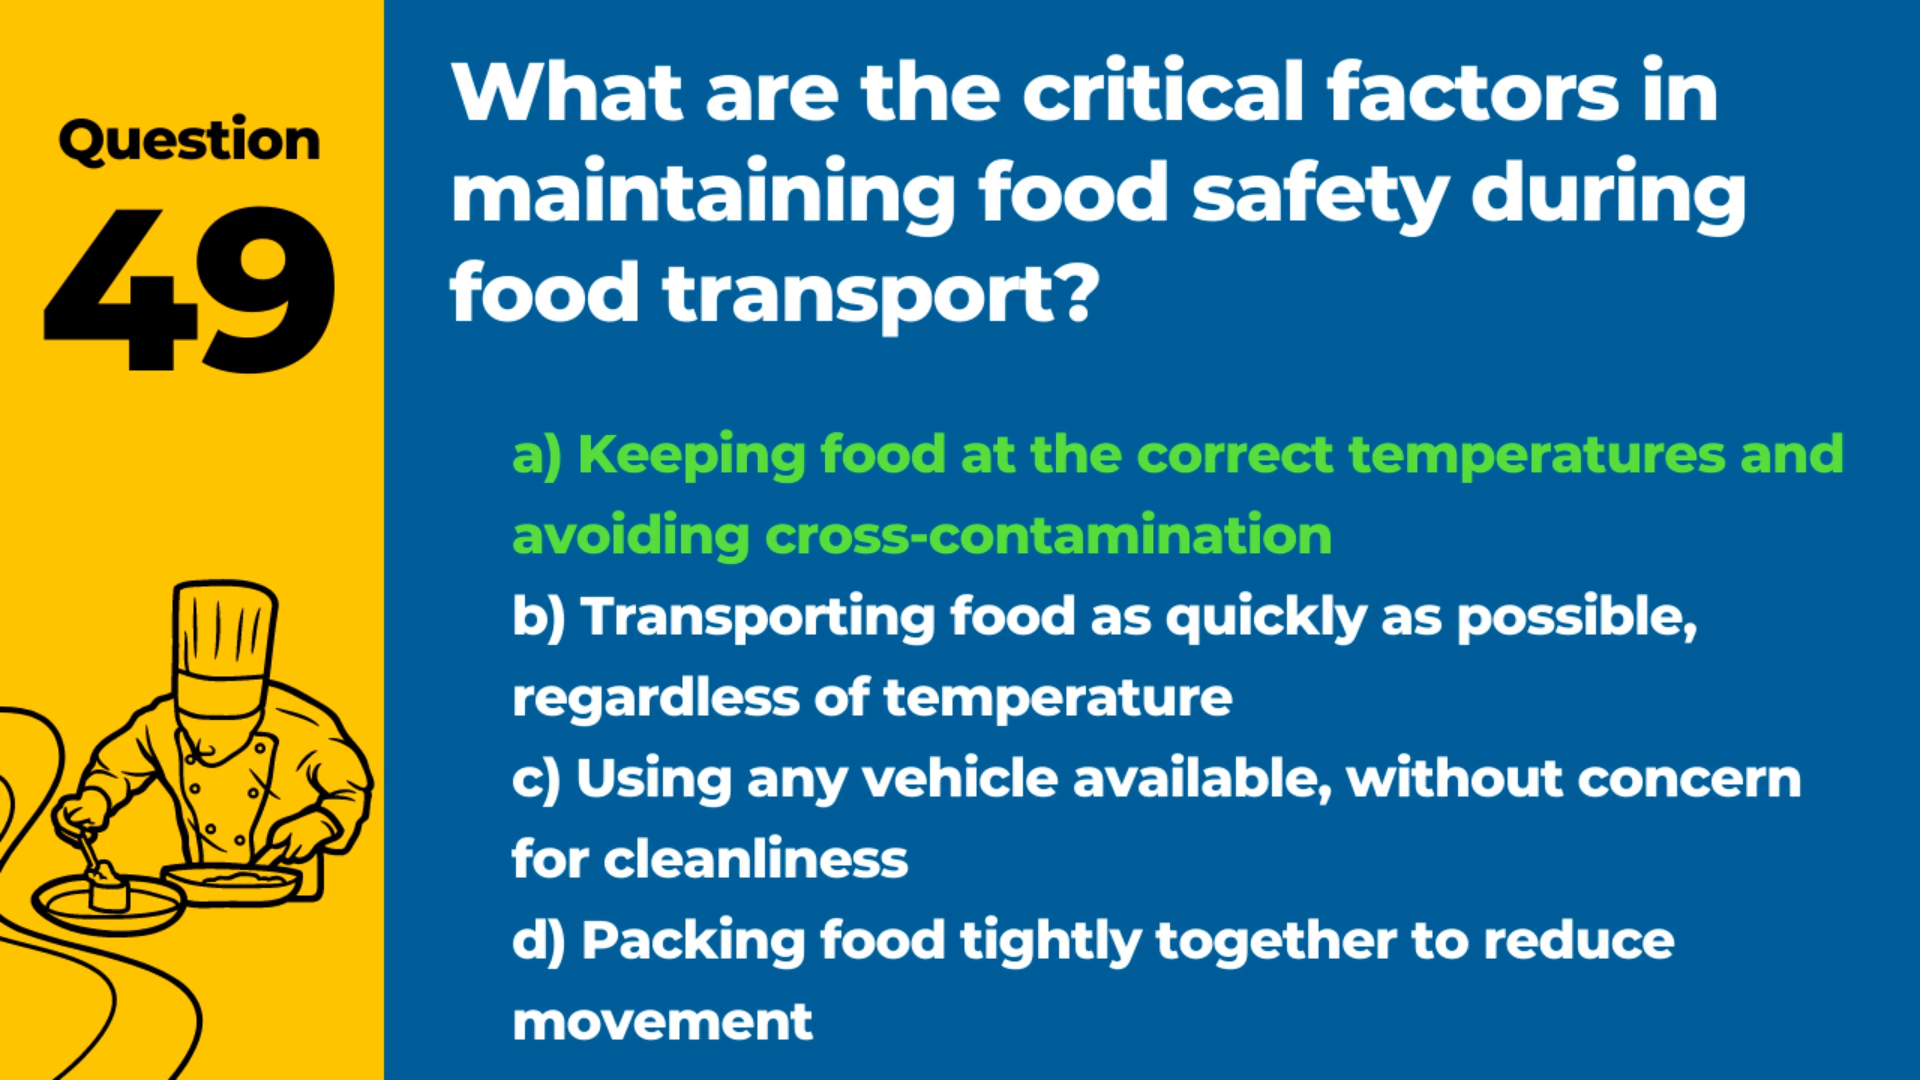 Question
49
What are the critical factors in
maintaining food safety during
food transport?
a) Keeping food at the correct temperatures and
avoiding cross-contamination
b) Transporting food as quickly as possible,
regardless of temperature
c) Using any vehicle available, without concern
for cleanliness
d) Packing food tightly together to reduce
movement